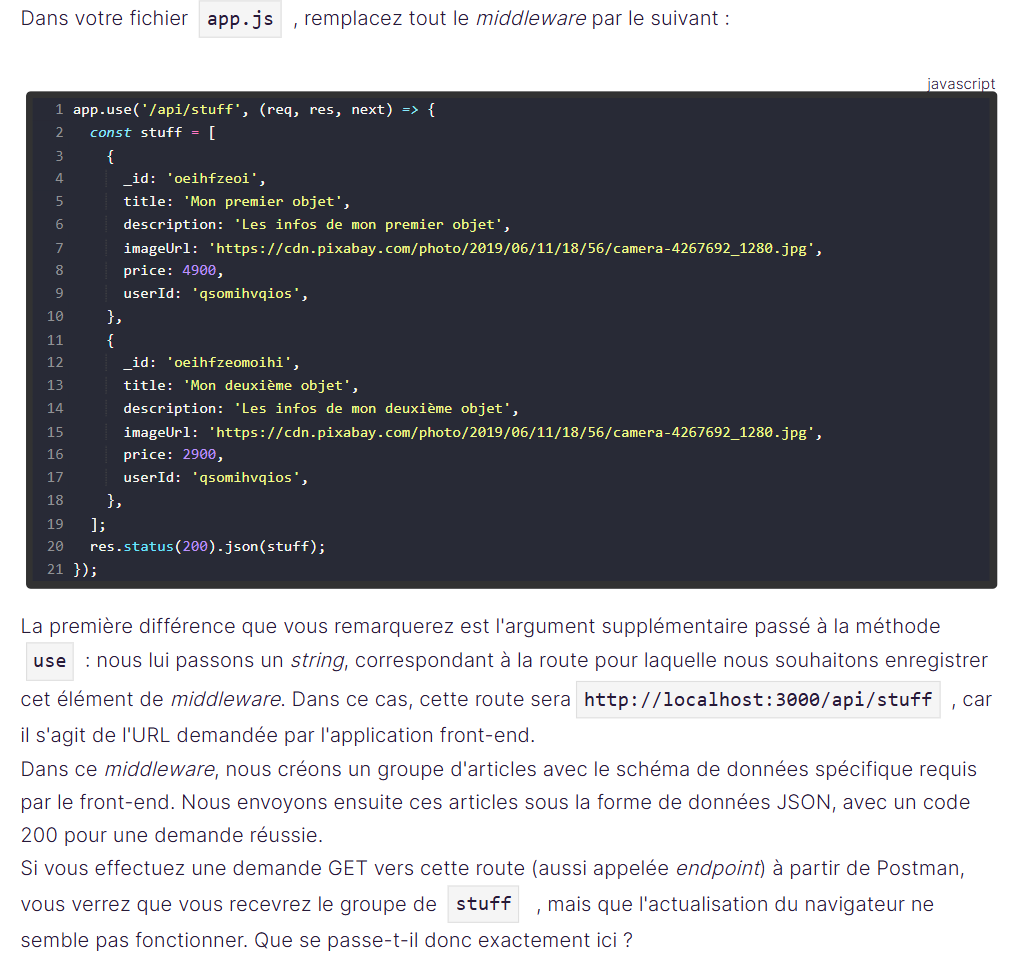 Dans votre fichier app.js , remplacez tout le middleware par le suivant :
javascript
1 app.use('/api/stuff', (req, res, next) => {
2   const stuff = [
3     {
4       _id: 'oeihfzeoi',
5       title: 'Mon premier objet',
6       description: 'Les infos de mon premier objet',
7       imageUrl: 'https://cdn.pixabay.com/photo/2019/06/11/18/56/camera-4267692_1280.jpg',
8       price: 4900,
9       userId: 'qsomihvqios',
10     },
11     {
12       _id: 'oeihfzeomoihi',
13       title: 'Mon deuxième objet',
14       description: 'Les infos de mon deuxième objet',
15       imageUrl: 'https://cdn.pixabay.com/photo/2019/06/11/18/56/camera-4267692_1280.jpg',
16       price: 2900,
17       userId: 'qsomihvqios',
18     },
19   ];
20   res.status(200).json(stuff);
21 });
La première différence que vous remarquerez est l'argument supplémentaire passé à la méthode
use : nous lui passons un string, correspondant à la route pour laquelle nous souhaitons enregistrer
cet élément de middleware. Dans ce cas, cette route sera http://localhost:3000/api/stuff , car
il s'agit de l'URL demandée par l'application front-end.
Dans ce middleware, nous créons un groupe d'articles avec le schéma de données spécifique requis
par le front-end. Nous envoyons ensuite ces articles sous la forme de données JSON, avec un code
200 pour une demande réussie.
Si vous effectuez une demande GET vers cette route (aussi appelée endpoint) à partir de Postman,
vous verrez que vous recevrez le groupe de stuff , mais que l'actualisation du navigateur ne
semble pas fonctionner. Que se passe-t-il donc exactement ici ?